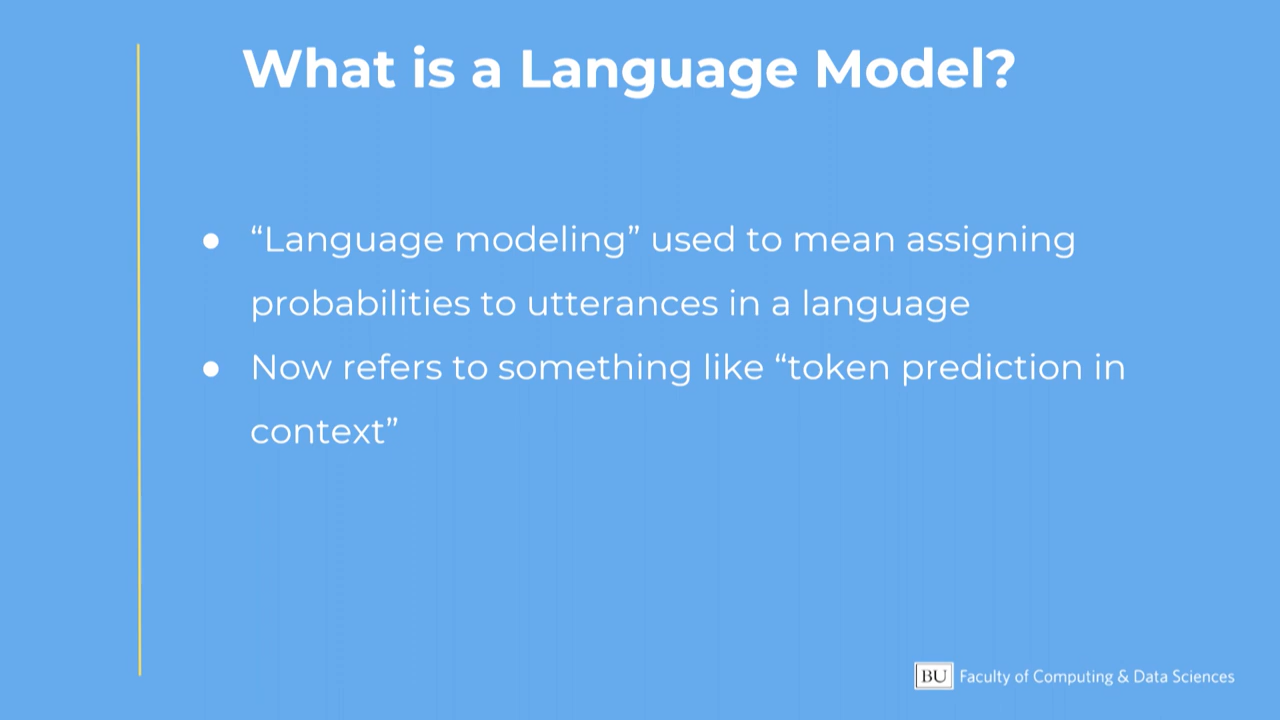 What is a Language Model?
● “Language modeling” used to mean assigning
probabilities to utterances in a language
● Now refers to something like “token prediction in
context”
BU Faculty of Computing & Data Sciences